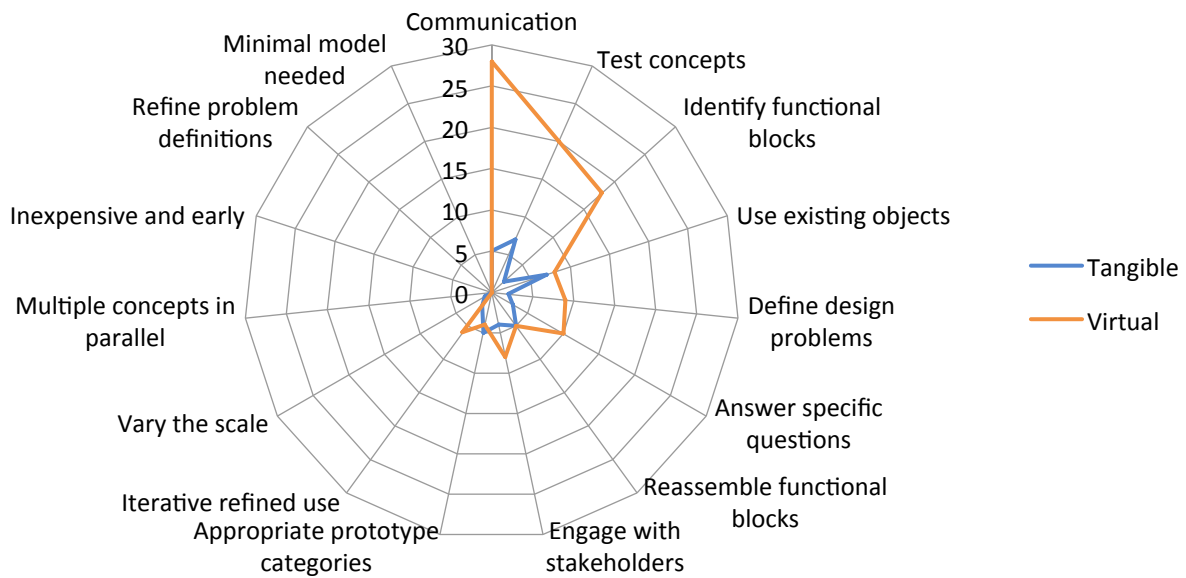 Communication
Test concepts
Identify functional
blocks
Use existing objects
Define design
problems
Answer specific
questions
Reassemble functional
blocks
Engage with
stakeholders
Appropriate prototype
categories
Iterative refined use
Vary the scale
Multiple concepts in
parallel
Inexpensive and early
Refine problem
definitions
Minimal model
needed
30
25
20
15
10
5
0
Tangible
Virtual